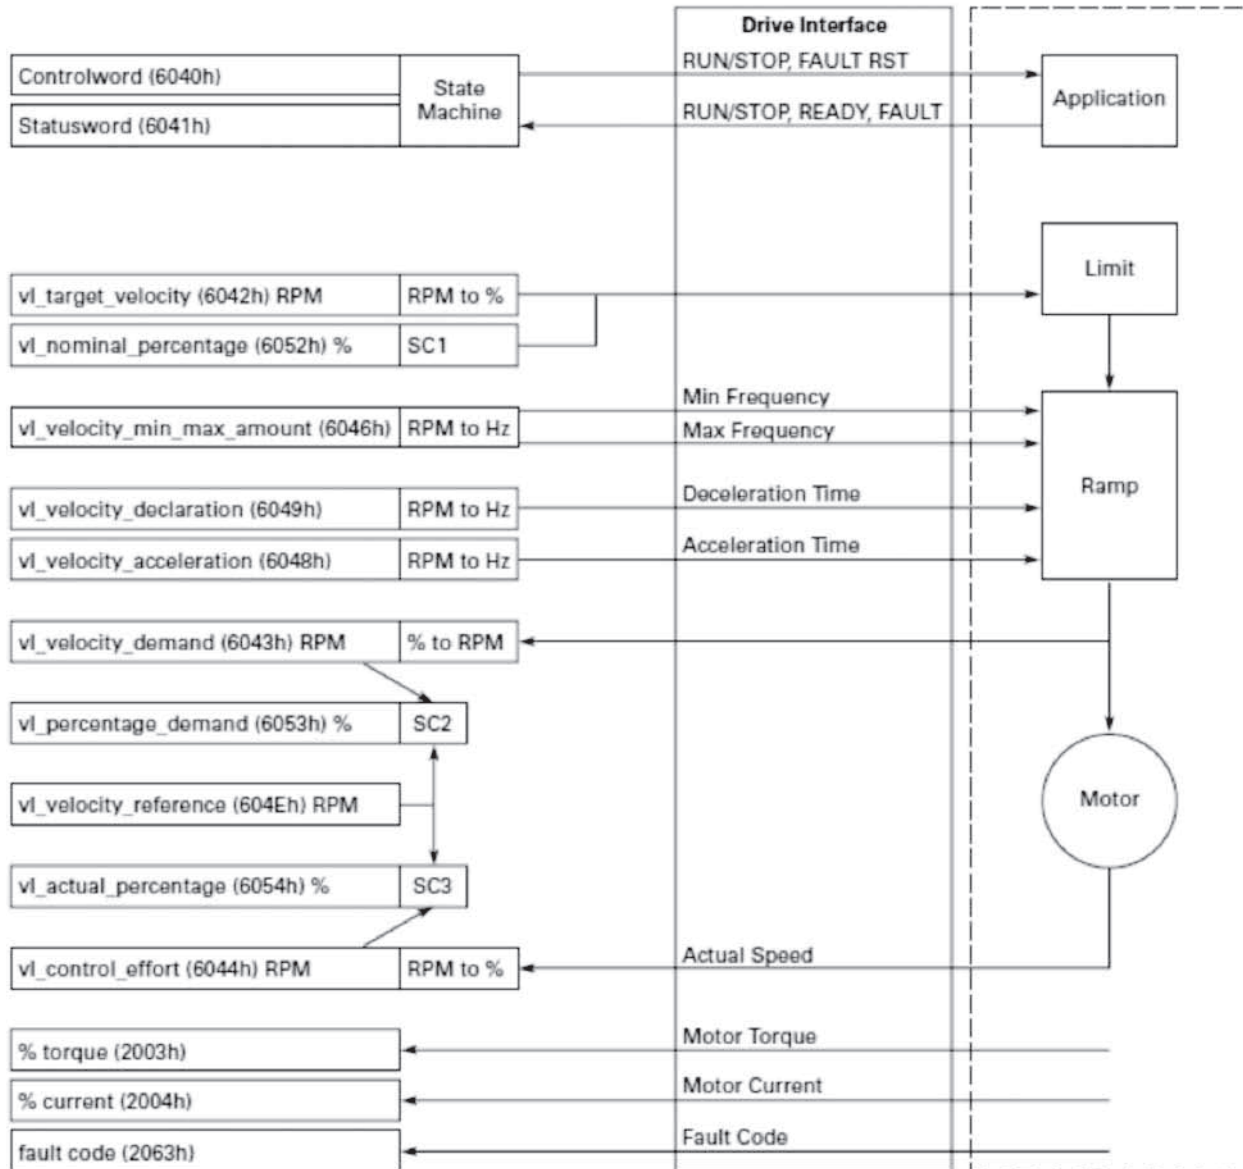 Drive Interface
Controlword (6040h)
State
Machine
RUN/STOP, FAULT RST
Application
Statusword (6041h)
RUN/STOP, READY, FAULT
Limit
vl_target_velocity (6042h) RPM
RPM to %
vl_nominal_percentage (6052h) %
SC1
Min Frequency
vl_velocity_min_max_amount (6046h)
RPM to Hz
Max Frequency
Ramp
vl_velocity_declaration (6049h)
RPM to Hz
Deceleration Time
vl_velocity_acceleration (6048h)
RPM to Hz
Acceleration Time
vl_velocity_demand (6043h) RPM
% to RPM
vl_percentage_demand (6053h) %
SC2
vl_velocity_reference (604Eh) RPM
Motor
vl_actual_percentage (6054h) %
SC3
vl_control_effort (6044h) RPM
RPM to %
Actual Speed
% torque (2003h)
Motor Torque
% current (2004h)
Motor Current
fault code (2063h)
Fault Code